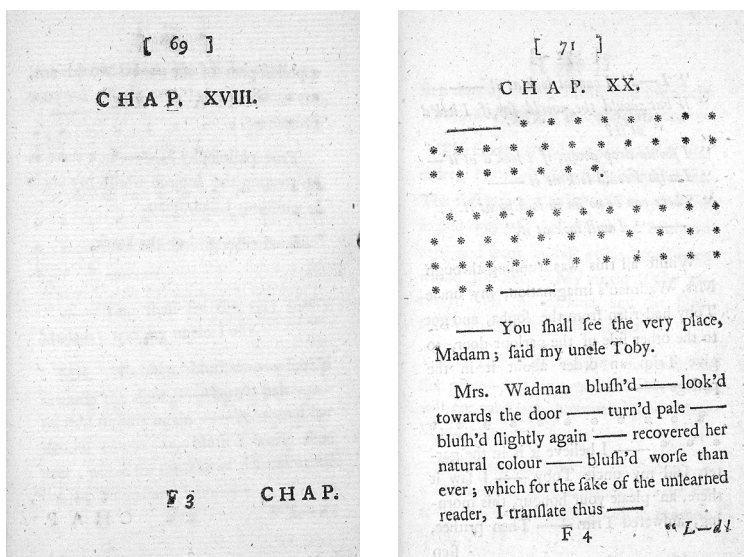 [ 69 ]
CHAP. XVIII.
F 3 CHAP.
[ 71 ]
CHAP. XX.
—— * * * * * * * *
* * * * * * * * * * *
* * * * * * *
* * * * * * * * * * *
* * * * * * * * * * *
* * * * * * * * * * *
* * * ——
—— You ſhall ſee the very place,
Madam; ſaid my uncle Toby.
Mrs. Wadman bluſh'd —— look'd
towards the door —— turn'd pale ——
bluſh'd ſlightly again —— recovered her
natural colour —— bluſh'd worſe than
ever; which for the ſake of the unlearned
reader, I tranſlate thus ——
F 4 “ L—d!